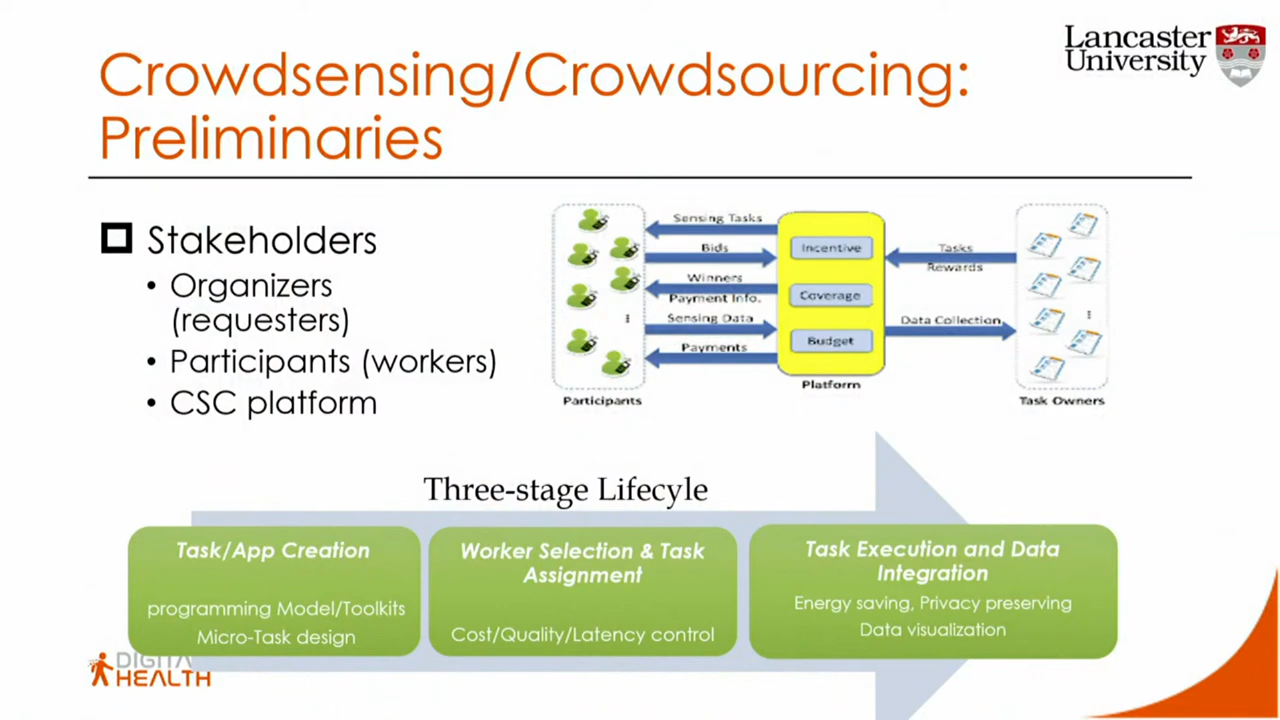 Crowdsensing/Crowdsourcing:
Preliminaries
Lancaster
University
Stakeholders
• Organizers
(requesters)
• Participants (workers)
• CSC platform
Sensing Tasks
Bids
Winners
Payment Info.
Sensing Data
Payments
Participants
Incentive
Coverage
Budget
Platform
Tasks
Rewards
Data Collection
Task Owners
Three-stage Lifecyle
Task/App Creation
programming Model/Toolkits
Micro-Task design
Worker Selection & Task
Assignment
Cost/Quality/Latency control
Task Execution and Data
Integration
Energy saving, Privacy preserving
Data visualization
DIGITA
HEALTH